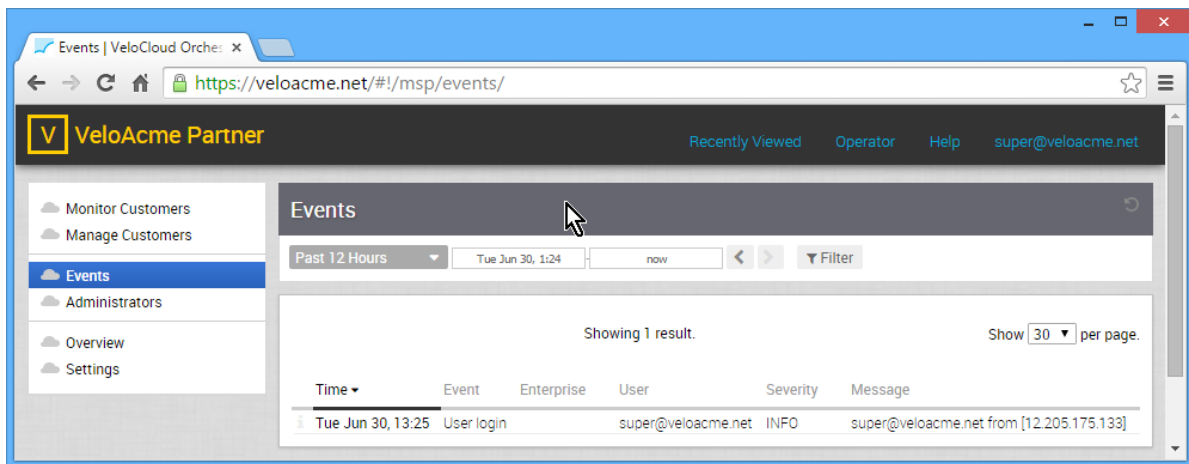 Events | VeloCloud Orches
https://veloacme.net/#!/msp/events/
V VeloAcme Partner Recently Viewed Operator Help super@veloacme.net
Monitor Customers
Manage Customers
Events
Administrators
Overview
Settings
Events
Past 12 Hours Tue Jun 30, 1:24 - now Filter
Showing 1 result. Show 30 per page.
Time Event Enterprise User Severity Message
i Tue Jun 30, 13:25 User login super@veloacme.net INFO super@veloacme.net from [12.205.175.133]